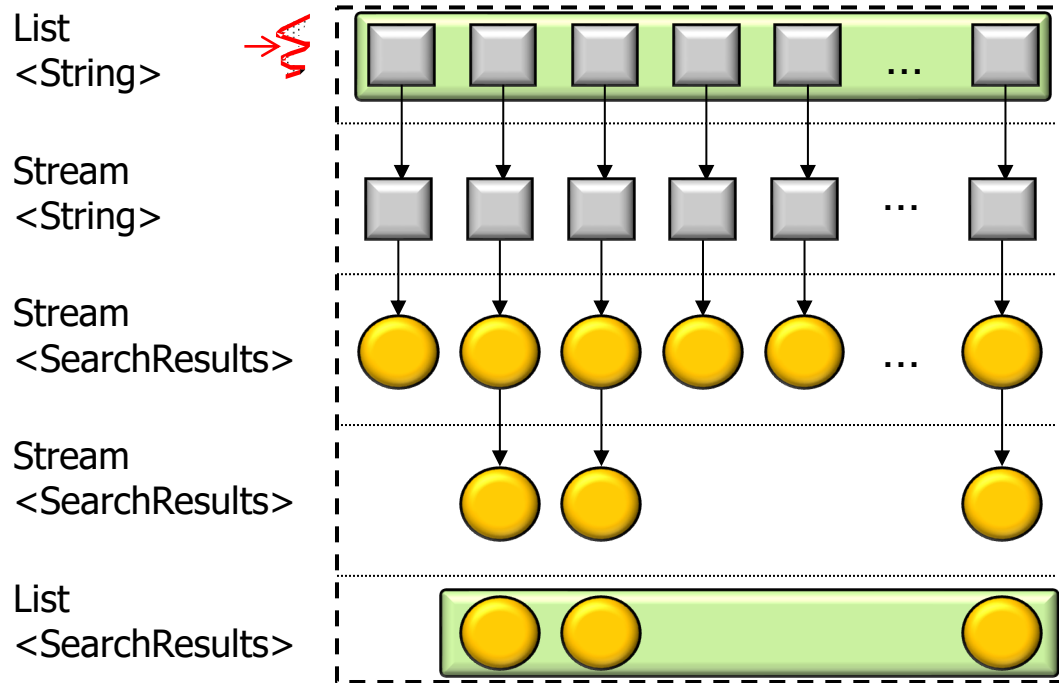 List
<String>
...
Stream
<String>
...
Stream
<SearchResults>
...
Stream
<SearchResults>
List
<SearchResults>